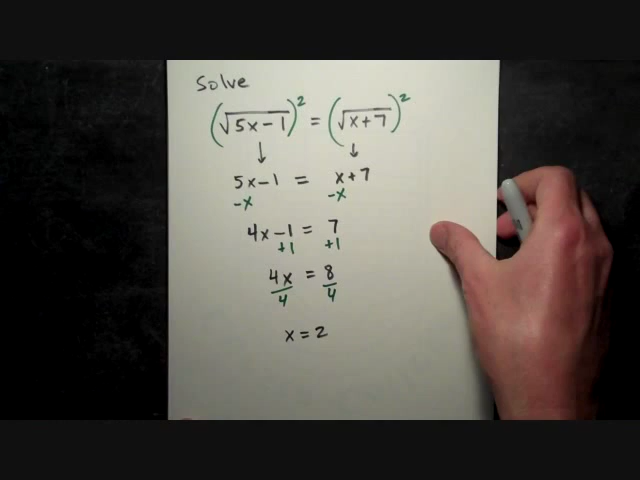 Solve
(√5x-1)² = (√x+7)²
↓ ↓
5x-1 = x+7
-x -x
4x-1 = 7
+1 +1
4x/4 = 8/4
x = 2